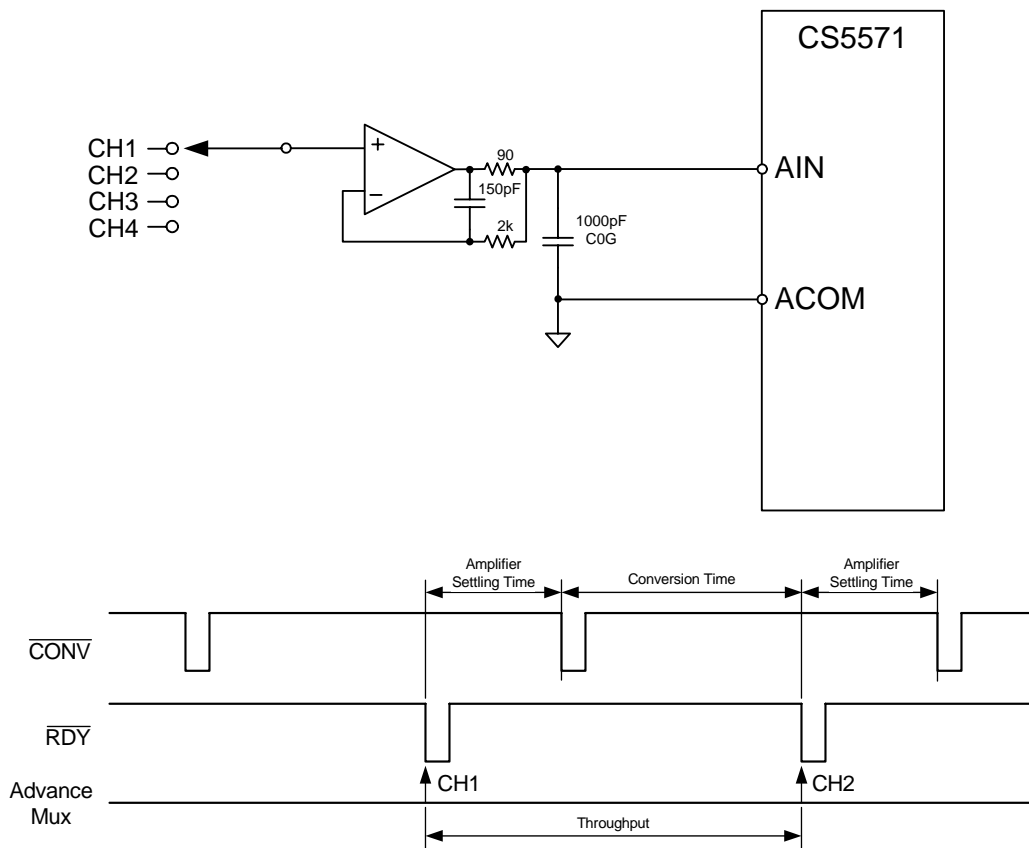 CS5571
CH1
CH2
CH3
CH4
+
−
90
150pF
2k
1000pF
C0G
AIN
ACOM
Amplifier
Settling Time
Conversion Time
Amplifier
Settling Time
CONV
RDY
Advance
Mux
CH1
CH2
Throughput